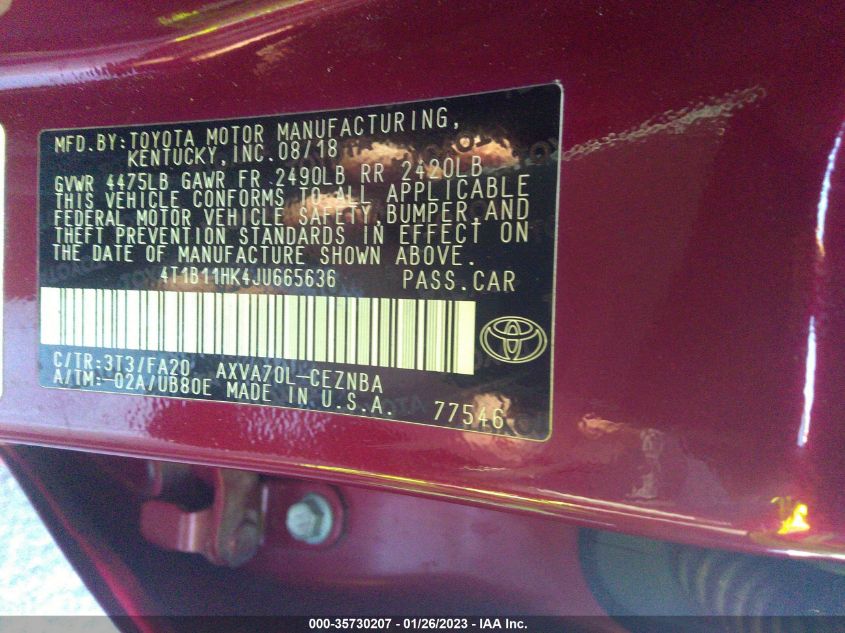 MFD.BY:TOYOTA MOTOR MANUFACTURING,
KENTUCKY, INC. 08/18
GVWR 4475LB GAWR FR 2490LB RR 2420LB
THIS VEHICLE CONFORMS TO ALL APPLICABLE
FEDERAL MOTOR VEHICLE SAFETY, BUMPER, AND
THEFT PREVENTION STANDARDS IN EFFECT ON
THE DATE OF MANUFACTURE SHOWN ABOVE.
4T1B11HK4JU665636 PASS.CAR
C/TR:3T3/FA20 AXVA70L-CEZNBA
A/TM:-02A/UB80E MADE IN U.S.A. 77546
000-35730207 - 01/26/2023 - IAA Inc.